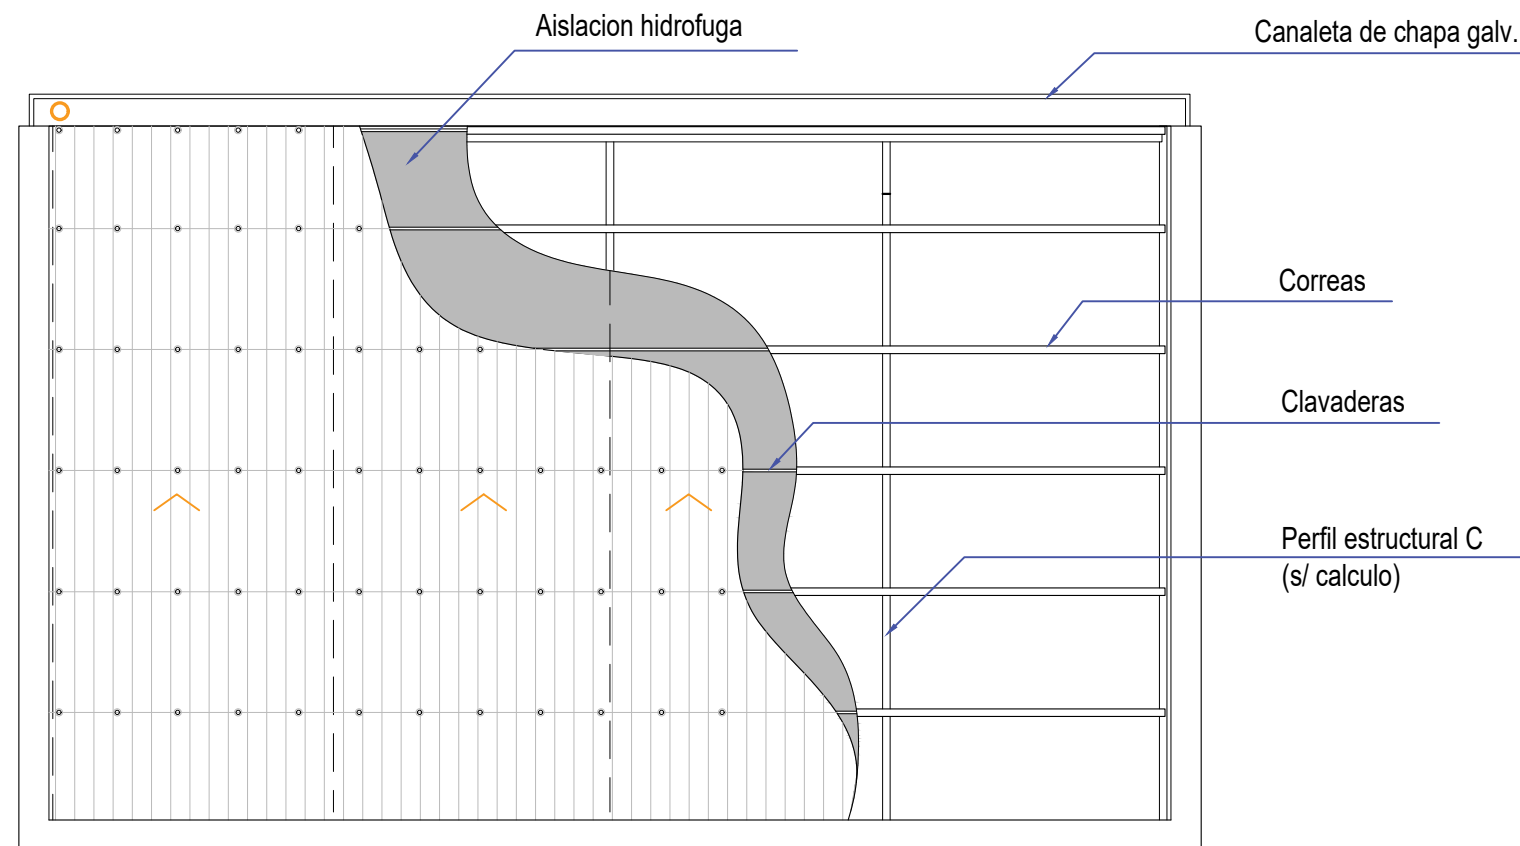 Aislacion hidrofuga
Canaleta de chapa galv.
Correas
Clavaderas
Perfil estructural C
(s/ calculo)